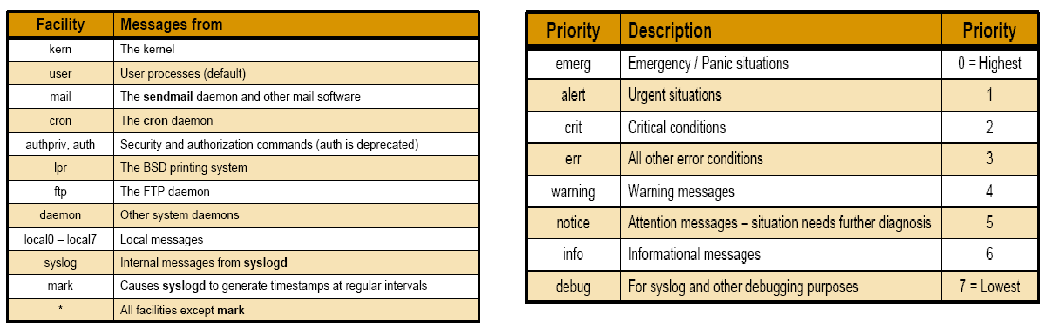 Facility Messages from
kern The kernel
user User processes (default)
mail The sendmail daemon and other mail software
cron The cron daemon
authpriv, auth Security and authorization commands (auth is deprecated)
lpr The BSD printing system
ftp The FTP daemon
daemon Other system daemons
local0 – local7 Local messages
syslog Internal messages from syslogd
mark Causes syslogd to generate timestamps at regular intervals
* All facilities except mark
Priority Description Priority
emerg Emergency / Panic situations 0 = Highest
alert Urgent situations 1
crit Critical conditions 2
err All other error conditions 3
warning Warning messages 4
notice Attention messages – situation needs further diagnosis 5
info Informational messages 6
debug For syslog and other debugging purposes 7 = Lowest